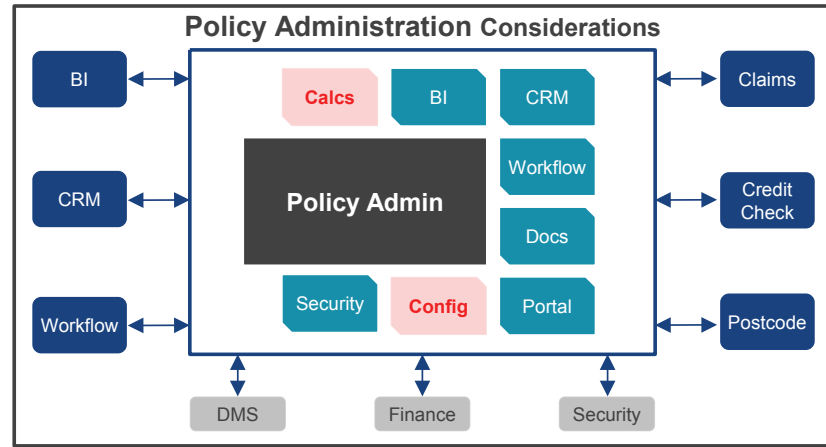 Policy Administration Considerations
BI
Calcs
BI
CRM
Claims
Workflow
CRM
Policy Admin
Credit
Check
Docs
Security
Config
Portal
Workflow
Postcode
DMS
Finance
Security